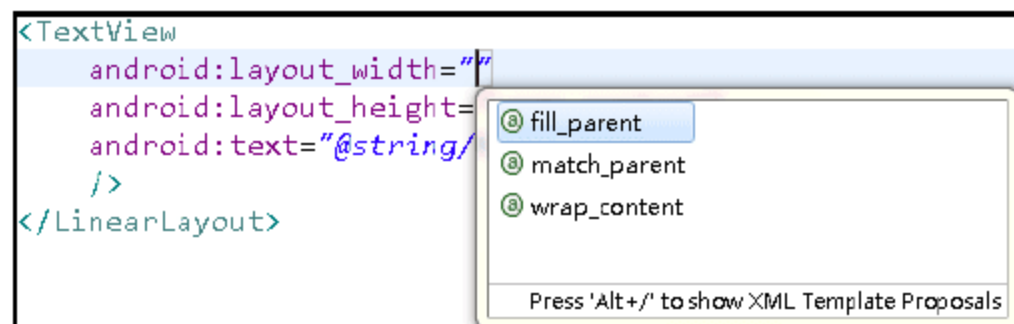 <TextView
android:layout_width=""
android:layout_height=
android:text="@string/
/>
</LinearLayout>
@ fill_parent
@ match_parent
@ wrap_content
Press 'Alt+/' to show XML Template Proposals